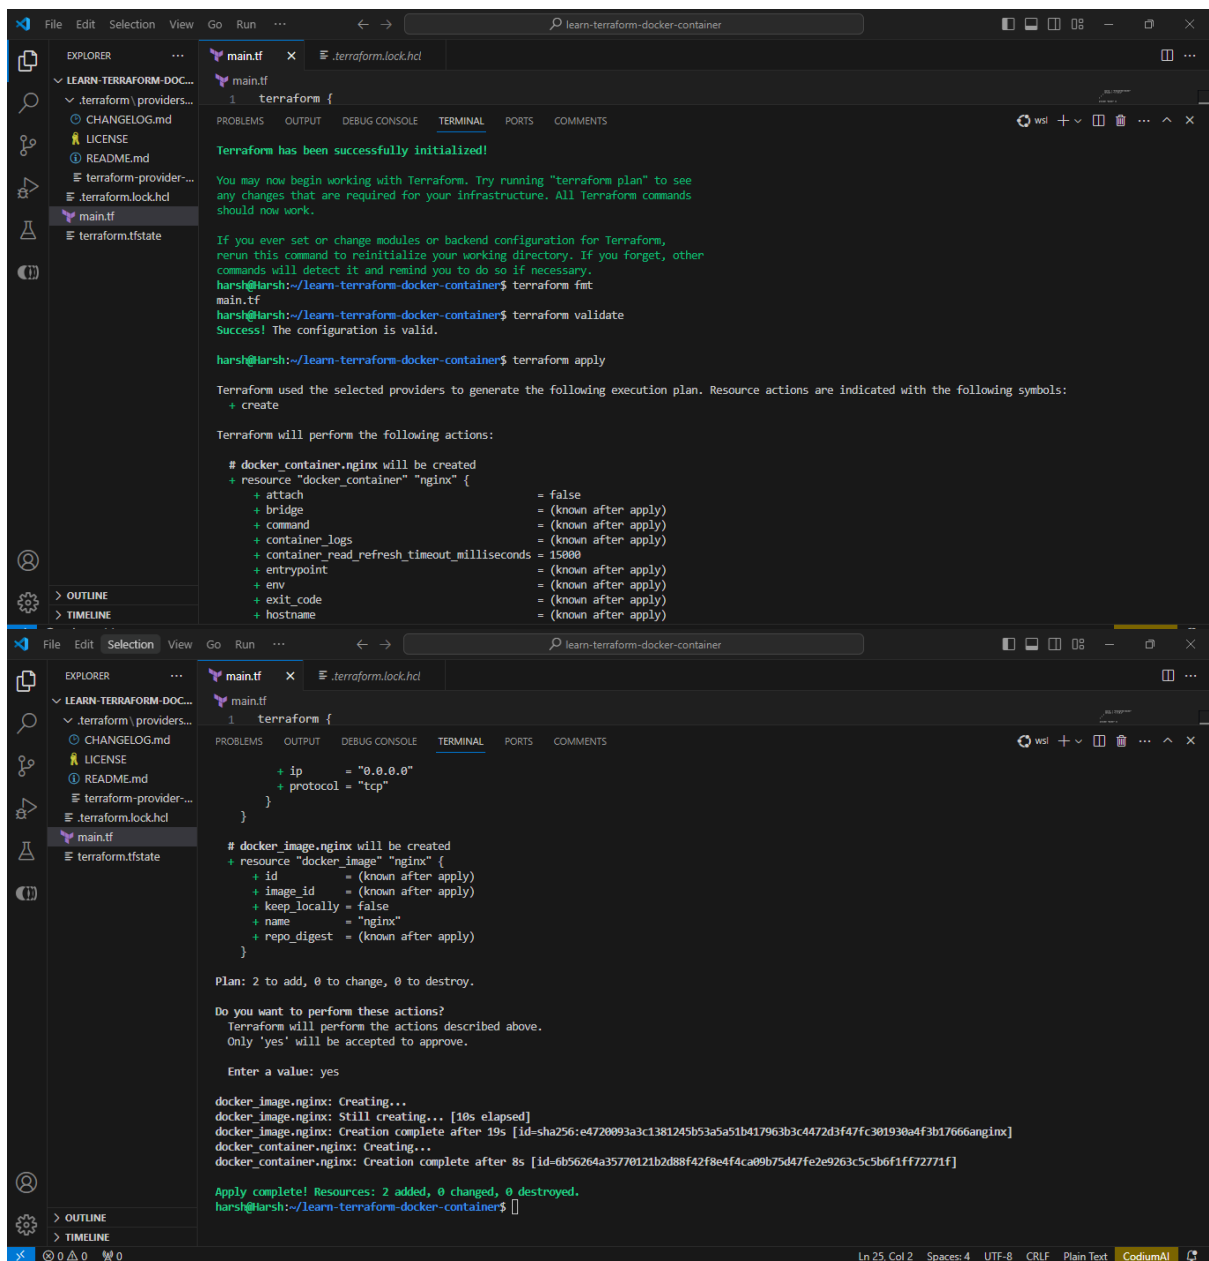 File Edit Selection View Go Run ··· learn-terraform-docker-container
EXPLORER ···
main.tf
.terraform.lock.hcl
LEARN-TERRAFORM-DOC...
.terraform\providers...
CHANGELOG.md
LICENSE
README.md
terraform-provider-...
.terraform.lock.hcl
main.tf
terraform.tfstate
OUTLINE
TIMELINE
main.tf
1 terraform {
PROBLEMS OUTPUT DEBUG CONSOLE TERMINAL PORTS COMMENTS wsl
Terraform has been successfully initialized!
You may now begin working with Terraform. Try running "terraform plan" to see
any changes that are required for your infrastructure. All Terraform commands
should now work.
If you ever set or change modules or backend configuration for Terraform,
rerun this command to reinitialize your working directory. If you forget, other
commands will detect it and remind you to do so if necessary.
harsh@Harsh:~/learn-terraform-docker-container$ terraform fmt
main.tf
harsh@Harsh:~/learn-terraform-docker-container$ terraform validate
Success! The configuration is valid.
harsh@Harsh:~/learn-terraform-docker-container$ terraform apply
Terraform used the selected providers to generate the following execution plan. Resource actions are indicated with the following symbols:
+ create
Terraform will perform the following actions:
# docker_container.nginx will be created
+ resource "docker_container" "nginx" {
+ attach = false
+ bridge = (known after apply)
+ command = (known after apply)
+ container_logs = (known after apply)
+ container_read_refresh_timeout_milliseconds = 15000
+ entrypoint = (known after apply)
+ env = (known after apply)
+ exit_code = (known after apply)
+ hostname = (known after apply)
File Edit Selection View Go Run ··· learn-terraform-docker-container
EXPLORER ···
main.tf
.terraform.lock.hcl
LEARN-TERRAFORM-DOC...
.terraform\providers...
CHANGELOG.md
LICENSE
README.md
terraform-provider-...
.terraform.lock.hcl
main.tf
terraform.tfstate
OUTLINE
TIMELINE
main.tf
1 terraform {
PROBLEMS OUTPUT DEBUG CONSOLE TERMINAL PORTS COMMENTS wsl
+ ip = "0.0.0.0"
+ protocol = "tcp"
}
}
# docker_image.nginx will be created
+ resource "docker_image" "nginx" {
+ id = (known after apply)
+ image_id = (known after apply)
+ keep_locally = false
+ name = "nginx"
+ repo_digest = (known after apply)
}
Plan: 2 to add, 0 to change, 0 to destroy.
Do you want to perform these actions?
Terraform will perform the actions described above.
Only 'yes' will be accepted to approve.
Enter a value: yes
docker_image.nginx: Creating...
docker_image.nginx: Still creating... [10s elapsed]
docker_image.nginx: Creation complete after 19s [id=sha256:e4720093a3c1381245b53a5a51b417963b3c4472d3f47fc301930a4f3b17666anginx]
docker_container.nginx: Creating...
docker_container.nginx: Creation complete after 8s [id=6b56264a35770121b2d88f42f8e4f4ca09b75d47fe2e9263c5c5b6f1ff72771f]
Apply complete! Resources: 2 added, 0 changed, 0 destroyed.
harsh@Harsh:~/learn-terraform-docker-container$
0 0 0 Ln 25, Col 2 Spaces: 4 UTF-8 CRLF Plain Text CodiumAI